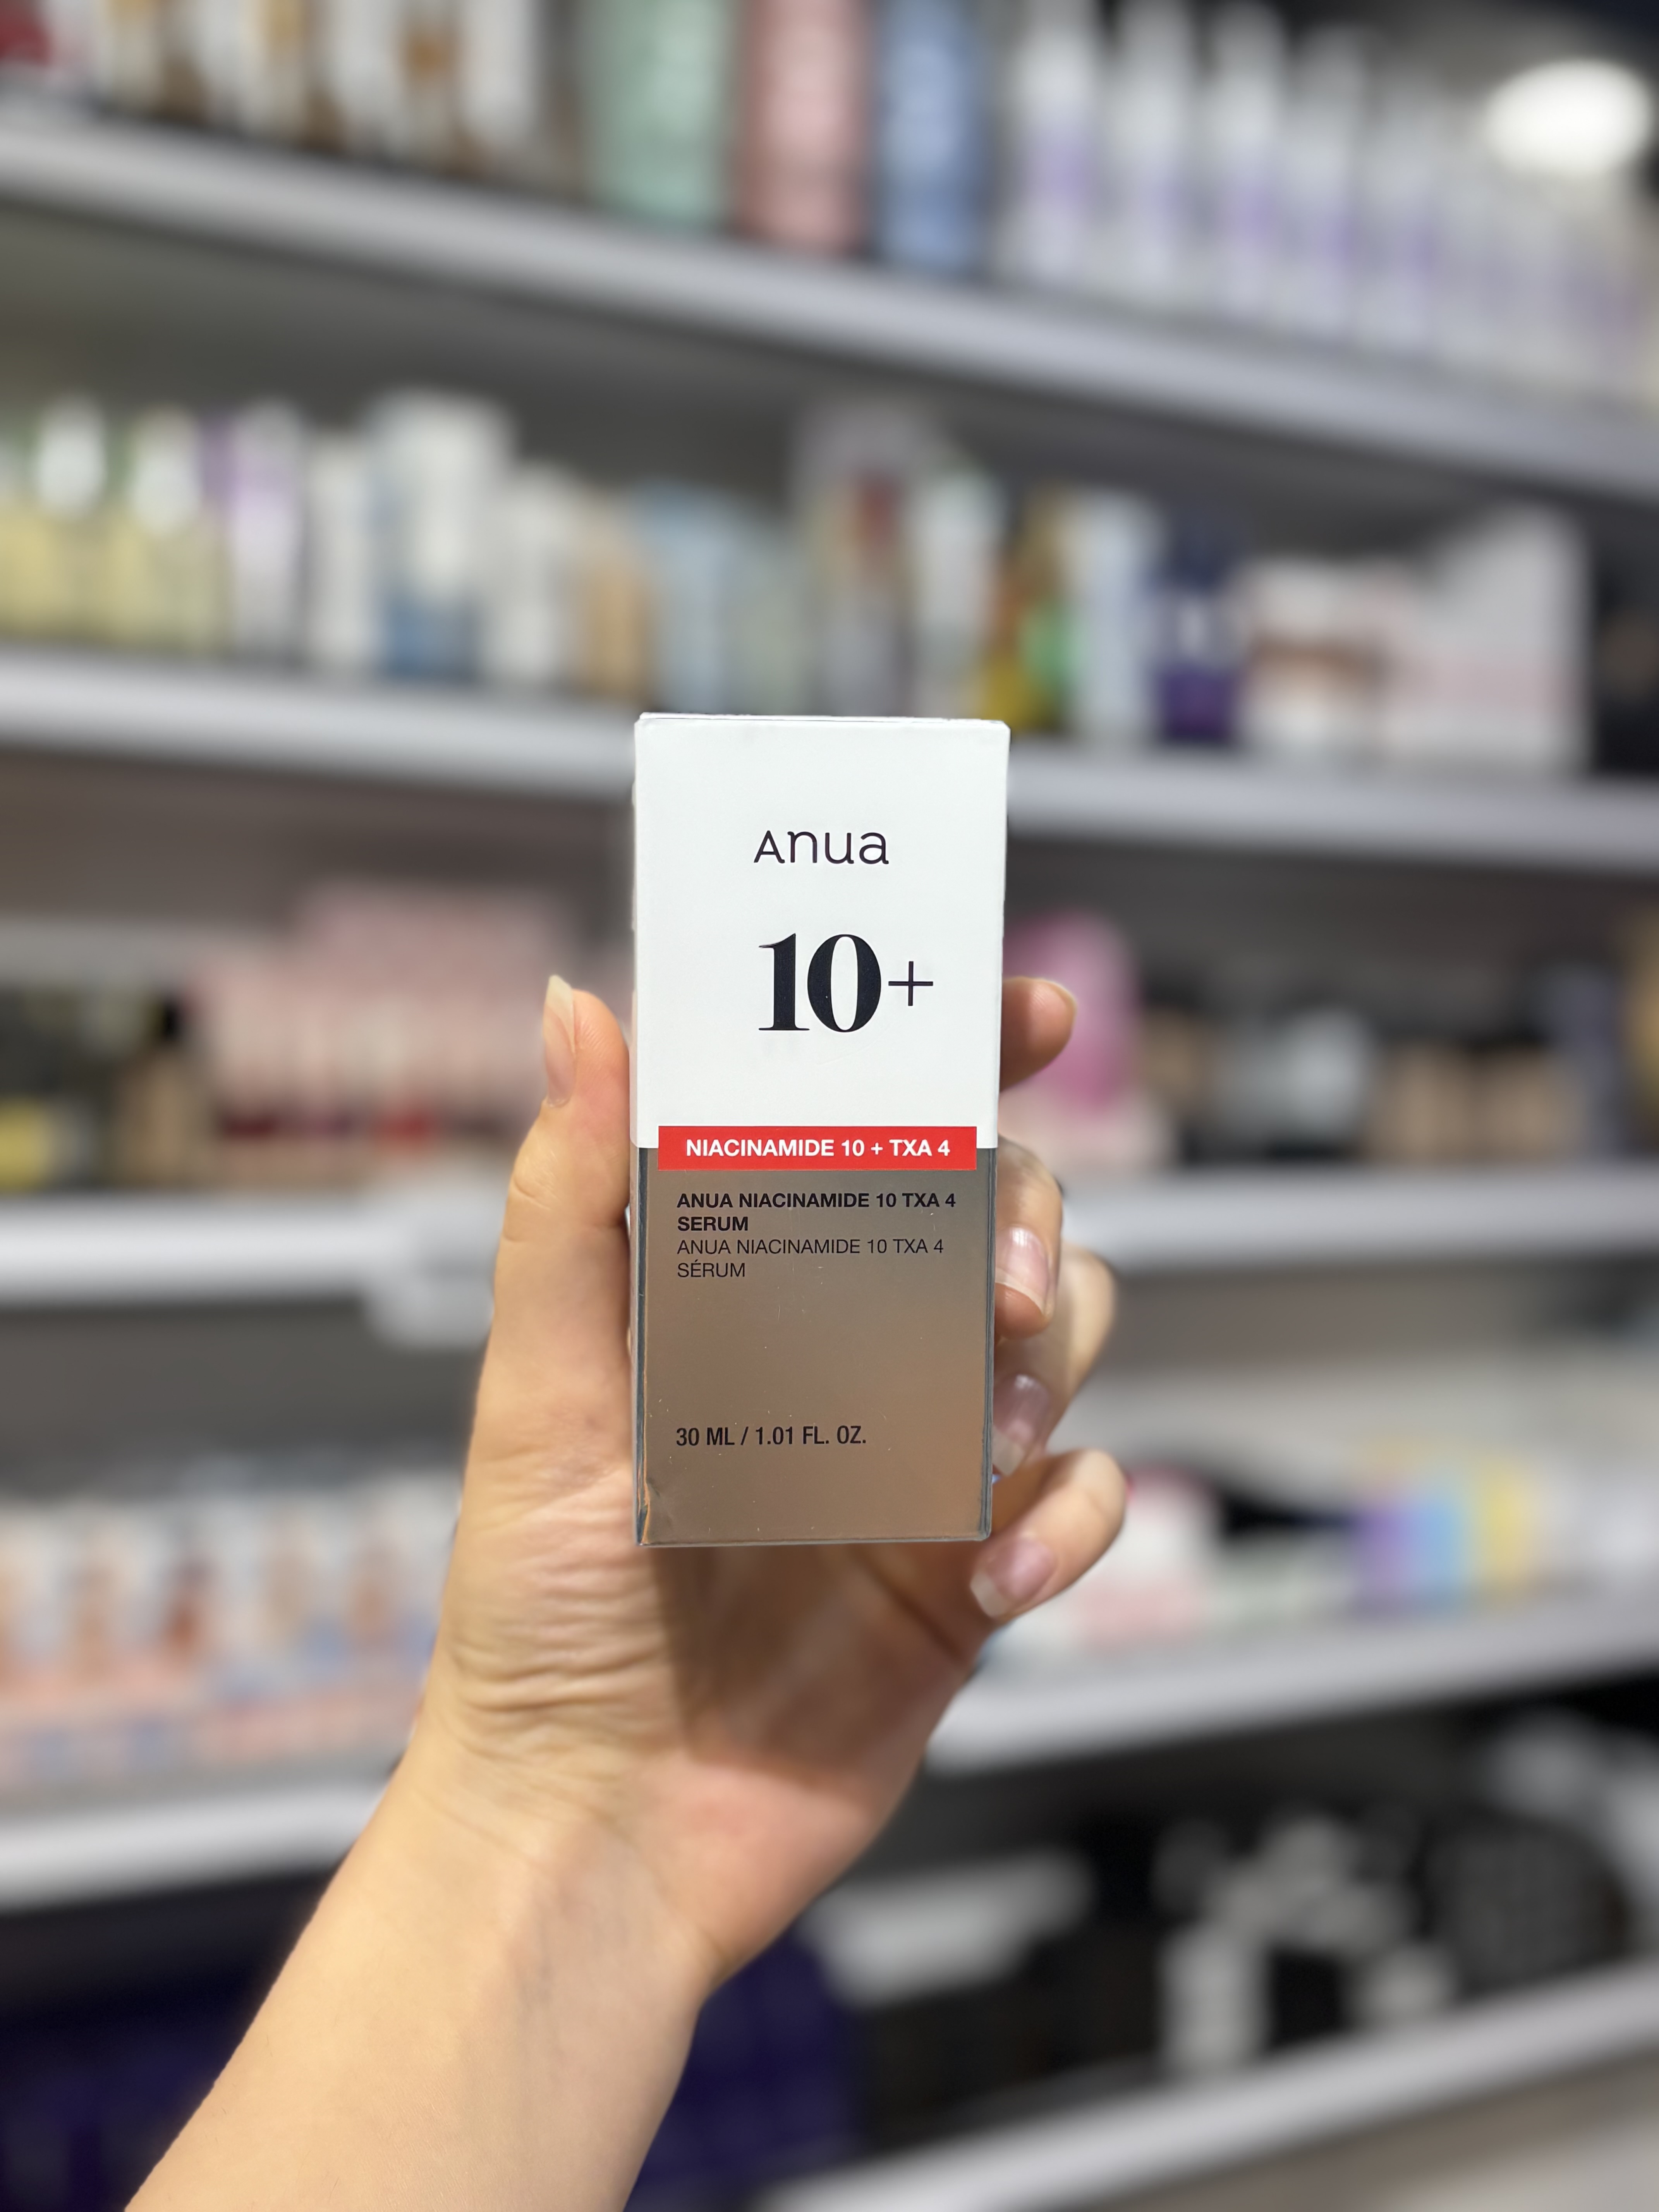 Anua
10+
NIACINAMIDE 10 + TXA 4
ANUA NIACINAMIDE 10 TXA 4
SERUM
ANUA NIACINAMIDE 10 TXA 4
SÉRUM
30 ML / 1.01 FL. OZ.